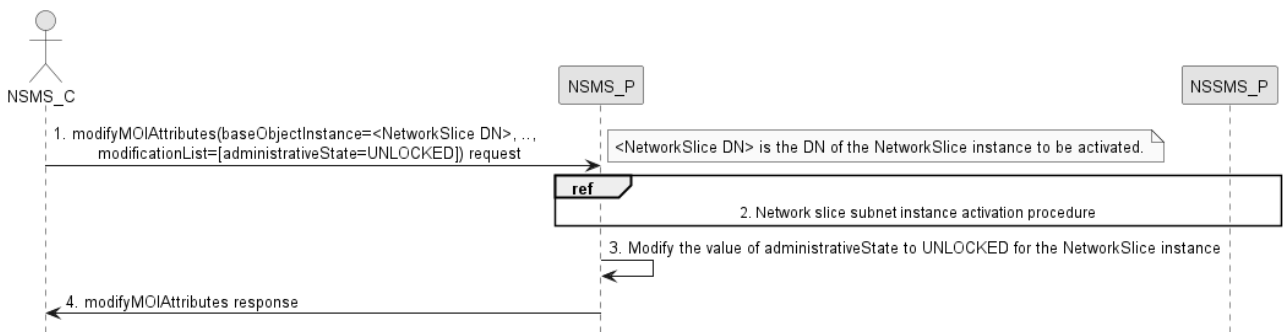 NSMS_C
NSMS_P
NSSMS_P
1. modifyMOIAttributes(baseObjectInstance=<NetworkSlice DN>, ..,
modificationList=[administrativeState=UNLOCKED]) request
<NetworkSlice DN> is the DN of the NetworkSlice instance to be activated.
ref
2. Network slice subnet instance activation procedure
3. Modify the value of administrativeState to UNLOCKED for the NetworkSlice instance
4. modifyMOIAttributes response